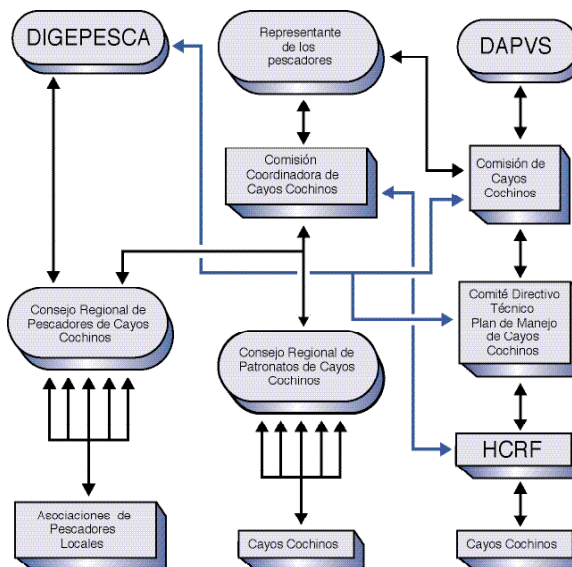 DIGEPESCA
Representante
de los
pescadores
DAPVS
Comisión
Coordinadora de
Cayos Cochinos
Comisión de
Cayos
Cochinos
Consejo Regional de
Pescadores de Cayos
Cochinos
Consejo Regional de
Patronatos de Cayos
Cochinos
Comité Directivo
Técnico
Plan de Manejo
de Cayos
Cochinos
HCRF
Asociaciones de
Pescadores
Locales
Cayos Cochinos
Cayos Cochinos